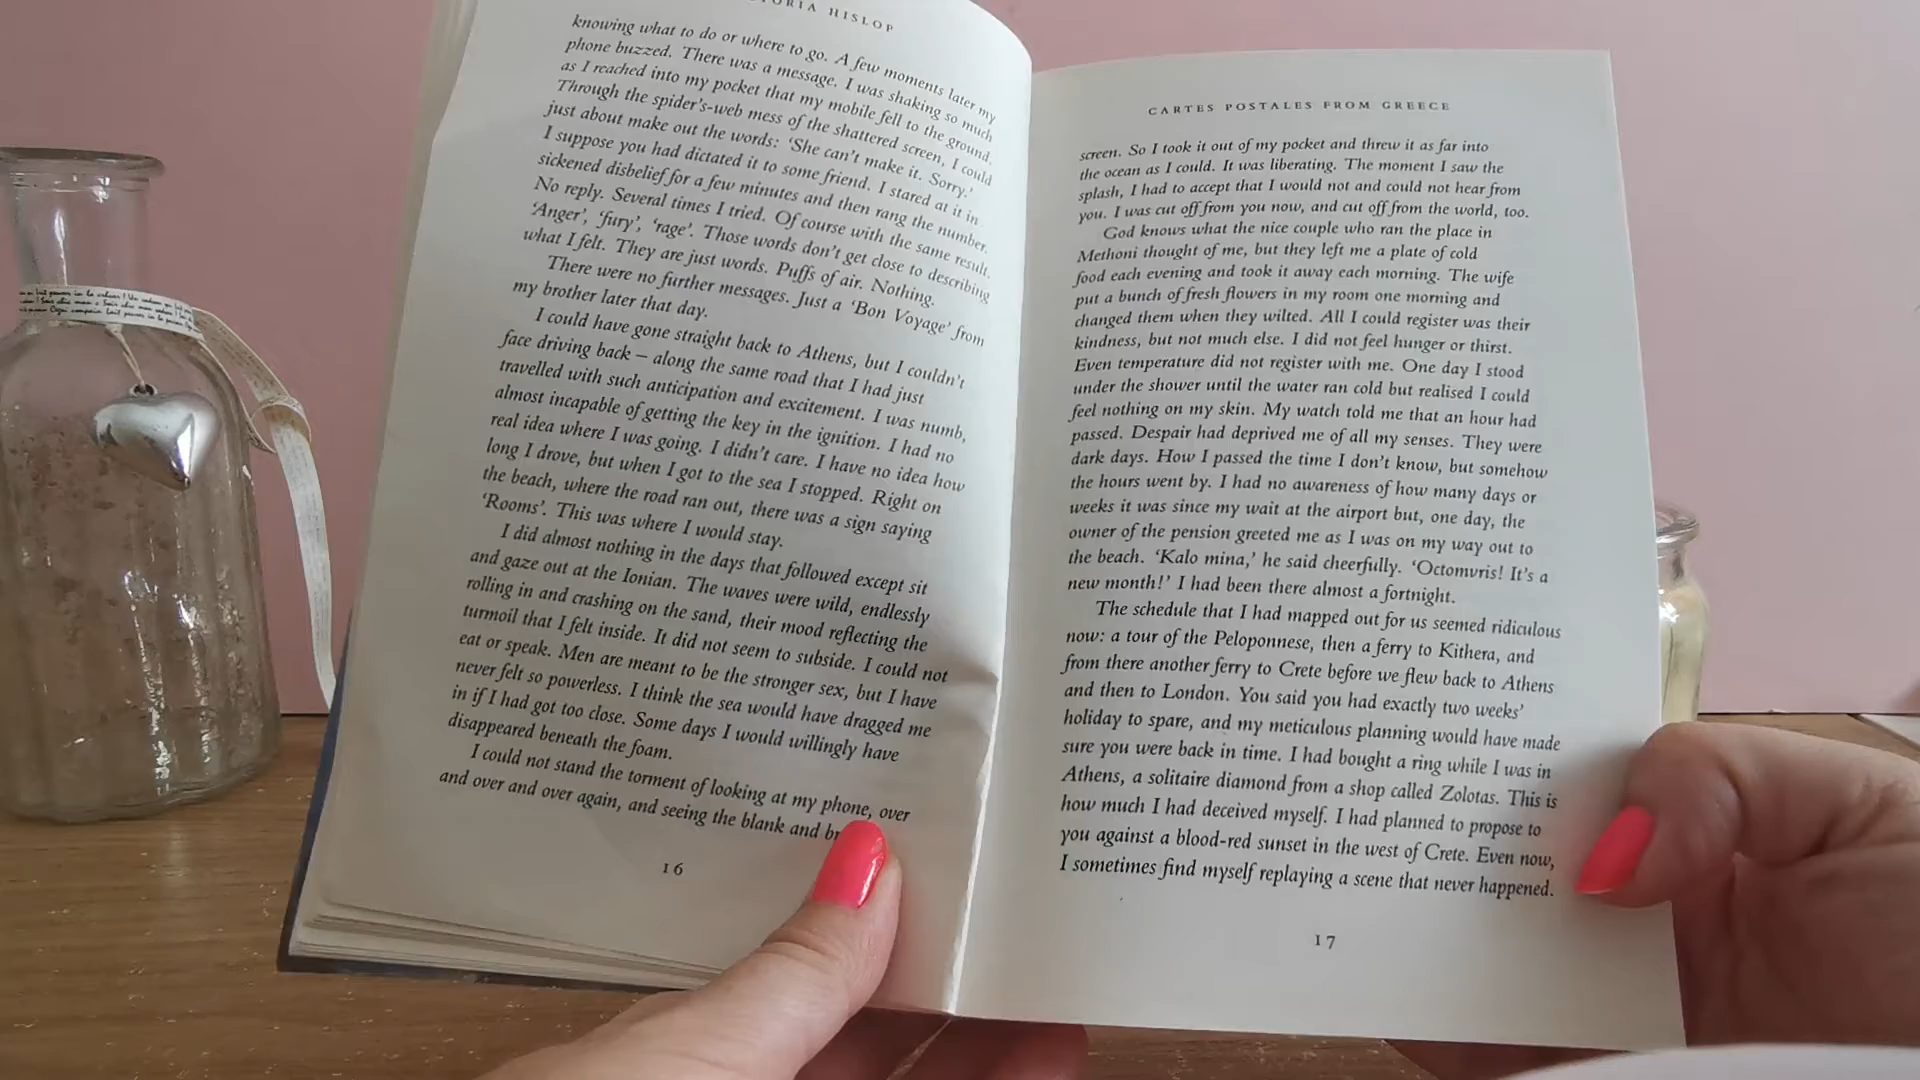 HISLOP
knowing what to do or where to go. A few moments later my
phone buzzed. There was a message. I was shaking so much
as I reached into my pocket that my mobile fell to the ground.
Through the spider's-web mess of the shattered screen, I could
just about make out the words: 'She can't make it. Sorry.'
I suppose you had dictated it to some friend. I stared at it in
sickened disbelief for a few minutes and then rang the number.
No reply. Several times I tried. Of course with the same result.
'Anger', 'fury', 'rage'. Those words don't get close to describing
what I felt. They are just words. Puffs of air. Nothing.
There were no further messages. Just a 'Bon Voyage' from
my brother later that day.
I could have gone straight back to Athens, but I couldn't
face driving back – along the same road that I had just
travelled with such anticipation and excitement. I was numb,
almost incapable of getting the key in the ignition. I had no
real idea where I was going. I didn't care. I have no idea how
long I drove, but when I got to the sea I stopped. Right on
the beach, where the road ran out, there was a sign saying
'Rooms'. This was where I would stay.
I did almost nothing in the days that followed except sit
and gaze out at the Ionian. The waves were wild, endlessly
rolling in and crashing on the sand, their mood reflecting the
turmoil that I felt inside. It did not seem to subside. I could not
eat or speak. Men are meant to be the stronger sex, but I have
never felt so powerless. I think the sea would have dragged me
in if I had got too close. Some days I would willingly have
disappeared beneath the foam.
I could not stand the torment of looking at my phone, over
and over and over again, and seeing the blank and
16
CARTES POSTALES FROM GREECE
screen. So I took it out of my pocket and threw it as far into
the ocean as I could. It was liberating. The moment I saw the
splash, I had to accept that I would not and could not hear from
you. I was cut off from you now, and cut off from the world, too.
God knows what the nice couple who ran the place in
Methoni thought of me, but they left me a plate of cold
food each evening and took it away each morning. The wife
put a bunch of fresh flowers in my room one morning and
changed them when they wilted. All I could register was their
kindness, but not much else. I did not feel hunger or thirst.
Even temperature did not register with me. One day I stood
under the shower until the water ran cold but realised I could
feel nothing on my skin. My watch told me that an hour had
passed. Despair had deprived me of all my senses. They were
dark days. How I passed the time I don't know, but somehow
the hours went by. I had no awareness of how many days or
weeks it was since my wait at the airport but, one day, the
owner of the pension greeted me as I was on my way out to
the beach. 'Kalo mina,' he said cheerfully. 'Octomvris! It's a
new month!' I had been there almost a fortnight.
The schedule that I had mapped out for us seemed ridiculous
now: a tour of the Peloponnese, then a ferry to Kithera, and
from there another ferry to Crete before we flew back to Athens
and then to London. You said you had exactly two weeks'
holiday to spare, and my meticulous planning would have made
sure you were back in time. I had bought a ring while I was in
Athens, a solitaire diamond from a shop called Zolotas. This is
how much I had deceived myself. I had planned to propose to
you against a blood-red sunset in the west of Crete. Even now,
I sometimes find myself replaying a scene that never happened.
17